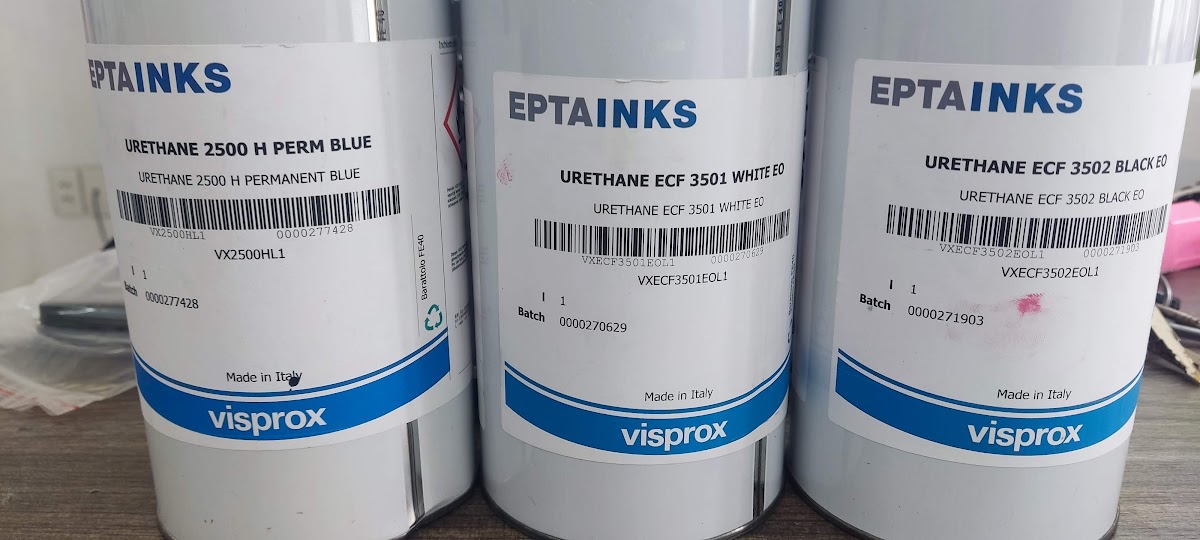 EPTAINKS
URETHANE 2500 H PERM BLUE
URETHANE 2500 H PERMANENT BLUE
VX2500HL1 0000277428
VX2500HL1
l 1
Batch 0000277428
Barattolo FE40
Made in Italy
visprox
EPTAINKS
URETHANE ECF 3501 WHITE EO
URETHANE ECF 3501 WHITE EO
VXECF3501EOL1 0000270629
VXECF3501EOL1
l 1
Batch 0000270629
Made in Italy
visprox
EPTAINKS
URETHANE ECF 3502 BLACK EO
URETHANE ECF 3502 BLACK EO
VXECF3502EOL1 0000271903
VXECF3502EOL1
l 1
Batch 0000271903
Made in Italy
visprox